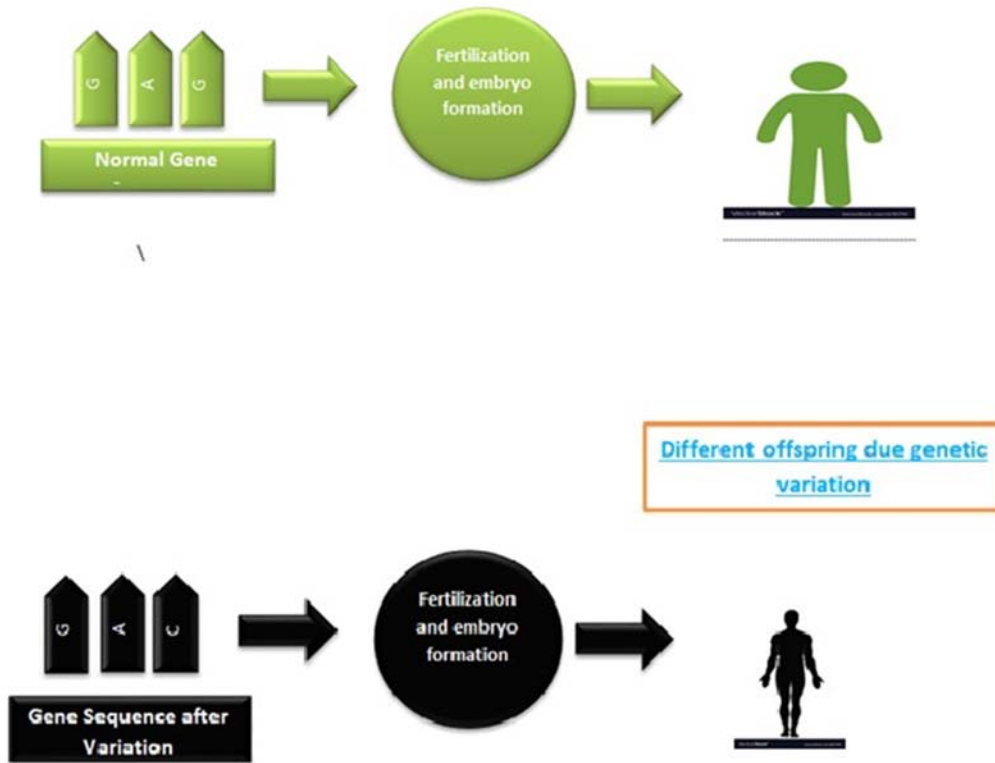 G A G
Fertilization
and embryo
formation
Normal Gene
-
\
Different offspring due genetic
variation
G A C
Fertilization
and embryo
formation
Gene Sequence after
Variation